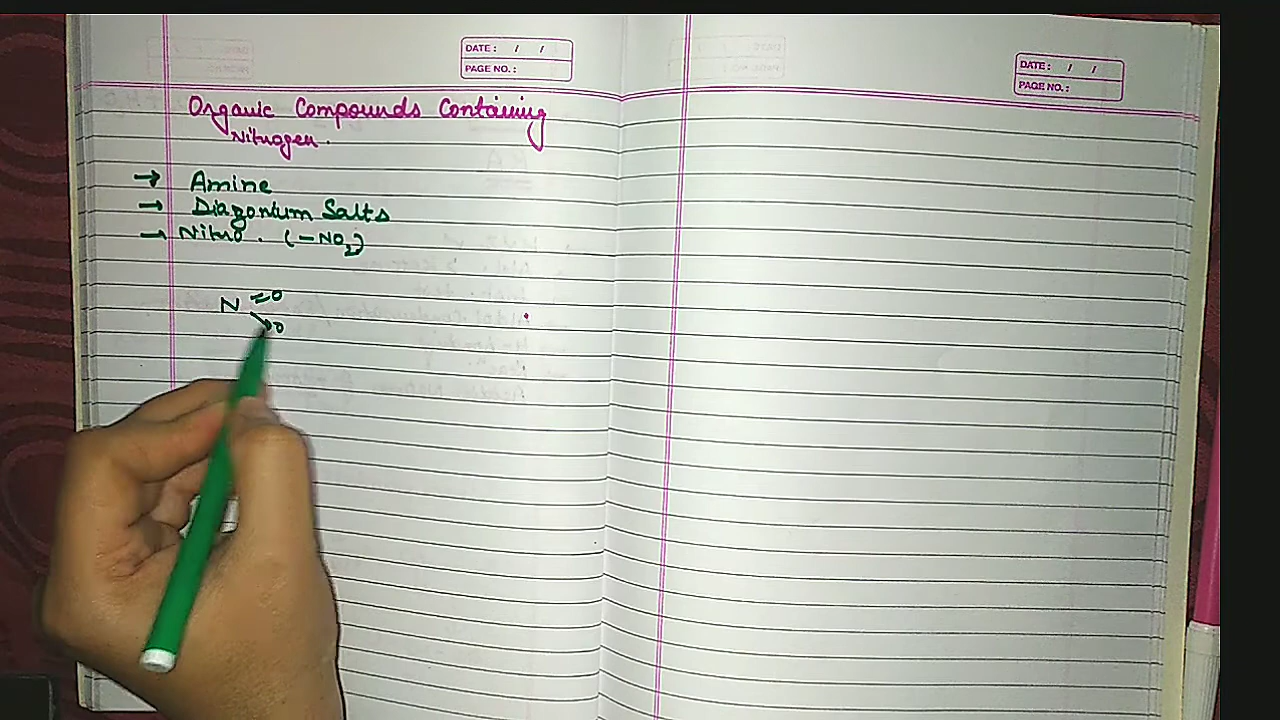 DATE: / /
PAGE NO.:
DATE: / /
PAGE NO.:
Organic Compounds Containing
Nitrogen.
→ Amine
→ Diazonium Salts
→ Nitro. (-NO2)
N =O
O